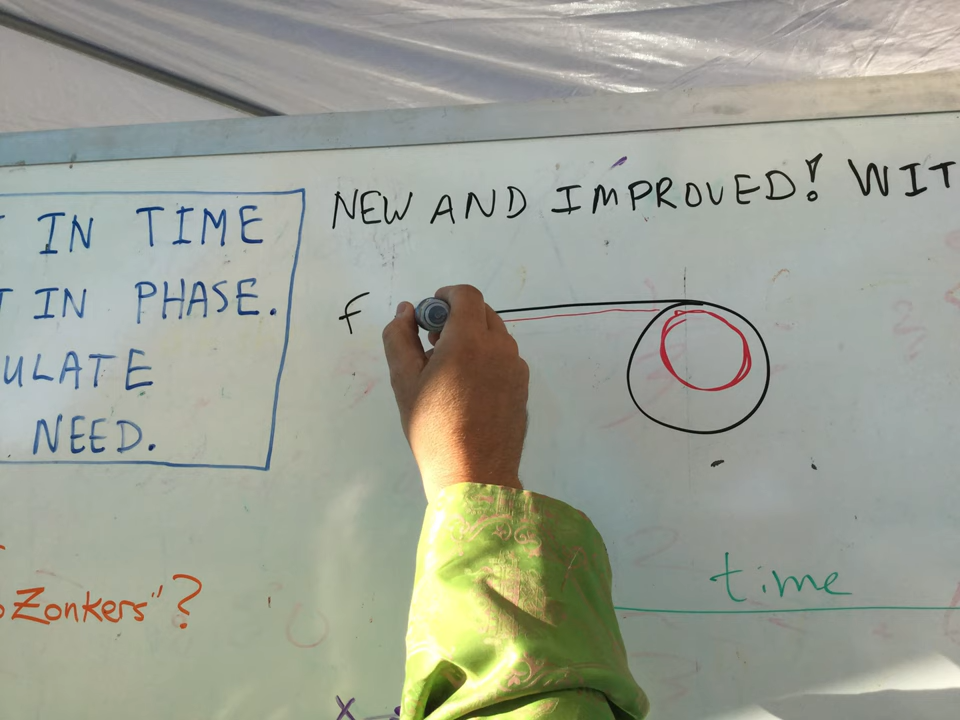 IN TIME
IN PHASE.
ULATE
NEED.
NEW AND IMPROVED! WIT
f
Zonkers"?
time
x